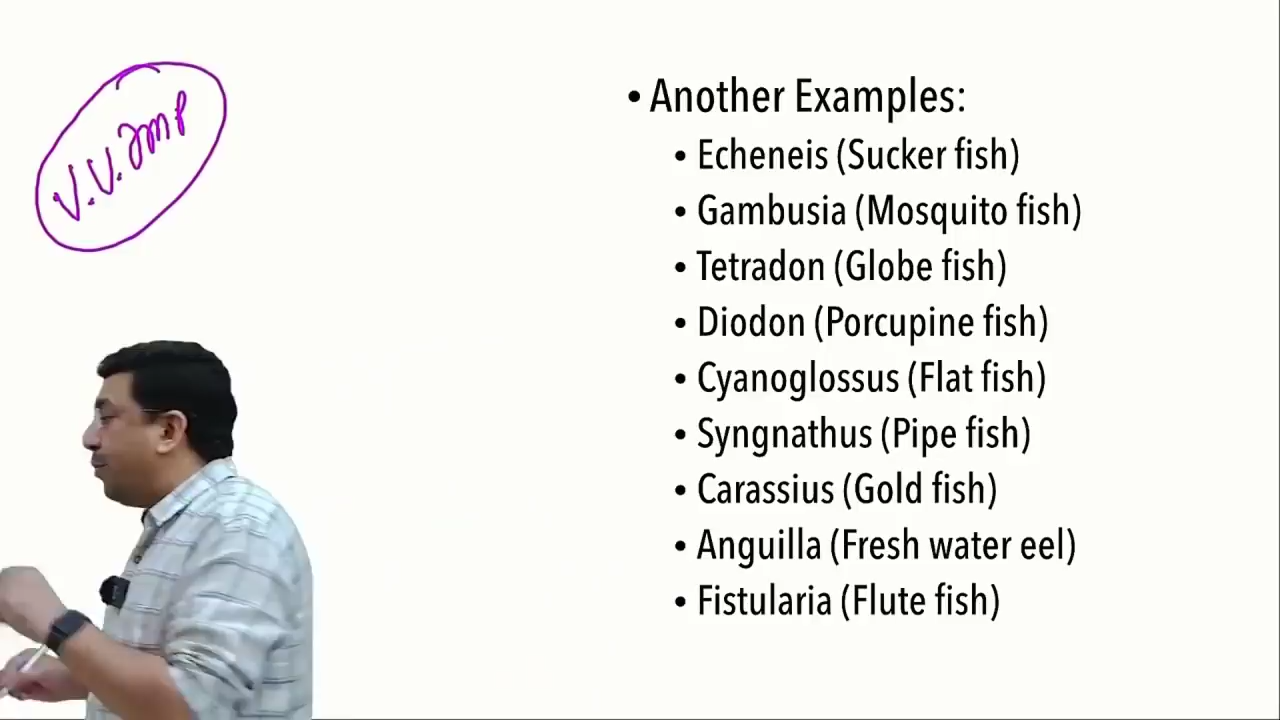 V.V. Imp
• Another Examples:
• Echeneis (Sucker fish)
• Gambusia (Mosquito fish)
• Tetradon (Globe fish)
• Diodon (Porcupine fish)
• Cyanoglossus (Flat fish)
• Syngnathus (Pipe fish)
• Carassius (Gold fish)
• Anguilla (Fresh water eel)
• Fistularia (Flute fish)